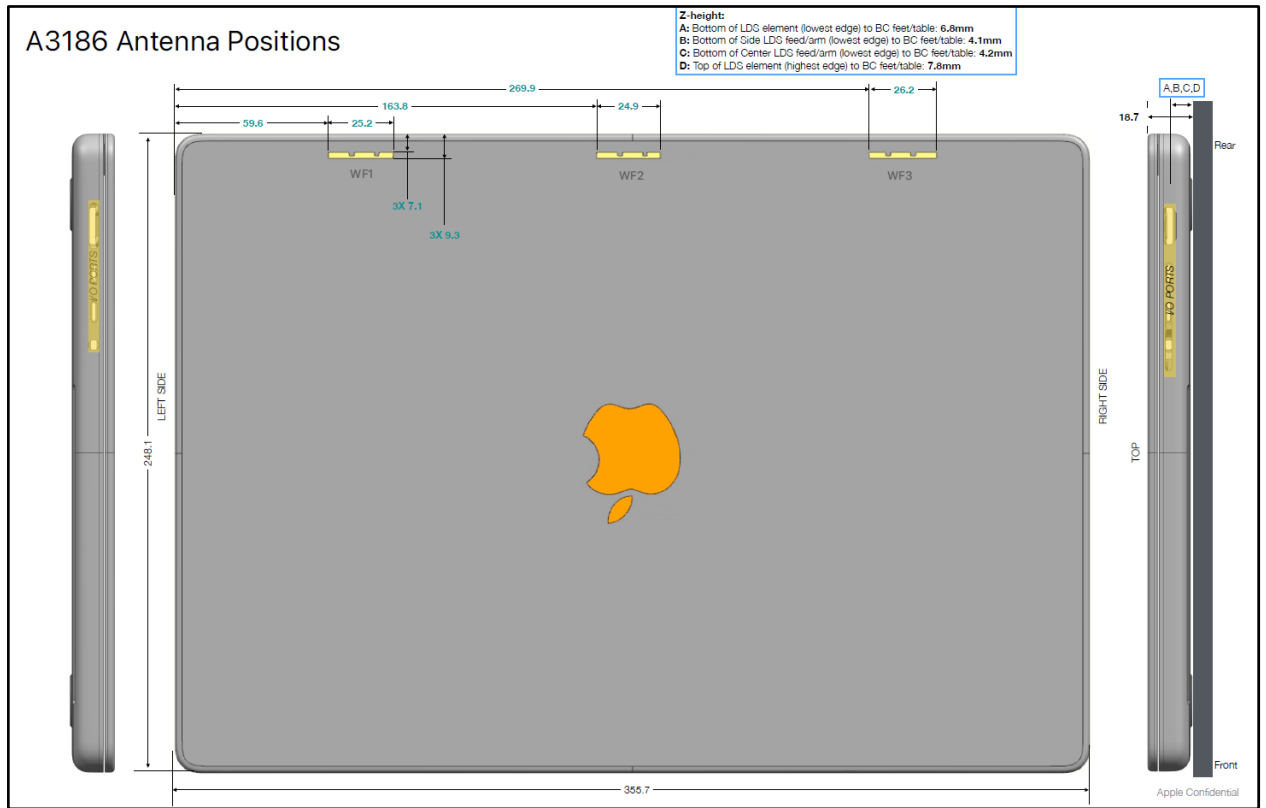 A3186 Antenna Positions
Z-height:
A: Bottom of LDS element (lowest edge) to BC feet/table: 6.8mm
B: Bottom of Side LDS feed/arm (lowest edge) to BC feet/table: 4.1mm
C: Bottom of Center LDS feed/arm (lowest edge) to BC feet/table: 4.2mm
D: Top of LDS element (highest edge) to BC feet/table: 7.8mm
269.9
26.2
163.8
24.9
59.6
25.2
A,B,C,D
18.7
Rear
WF1
WF2
WF3
3X 7.1
3X 9.3
I/O PORTS
I/O PORTS
LEFT SIDE
RIGHT SIDE
TOP
248.1
Front
355.7
Apple Confidential